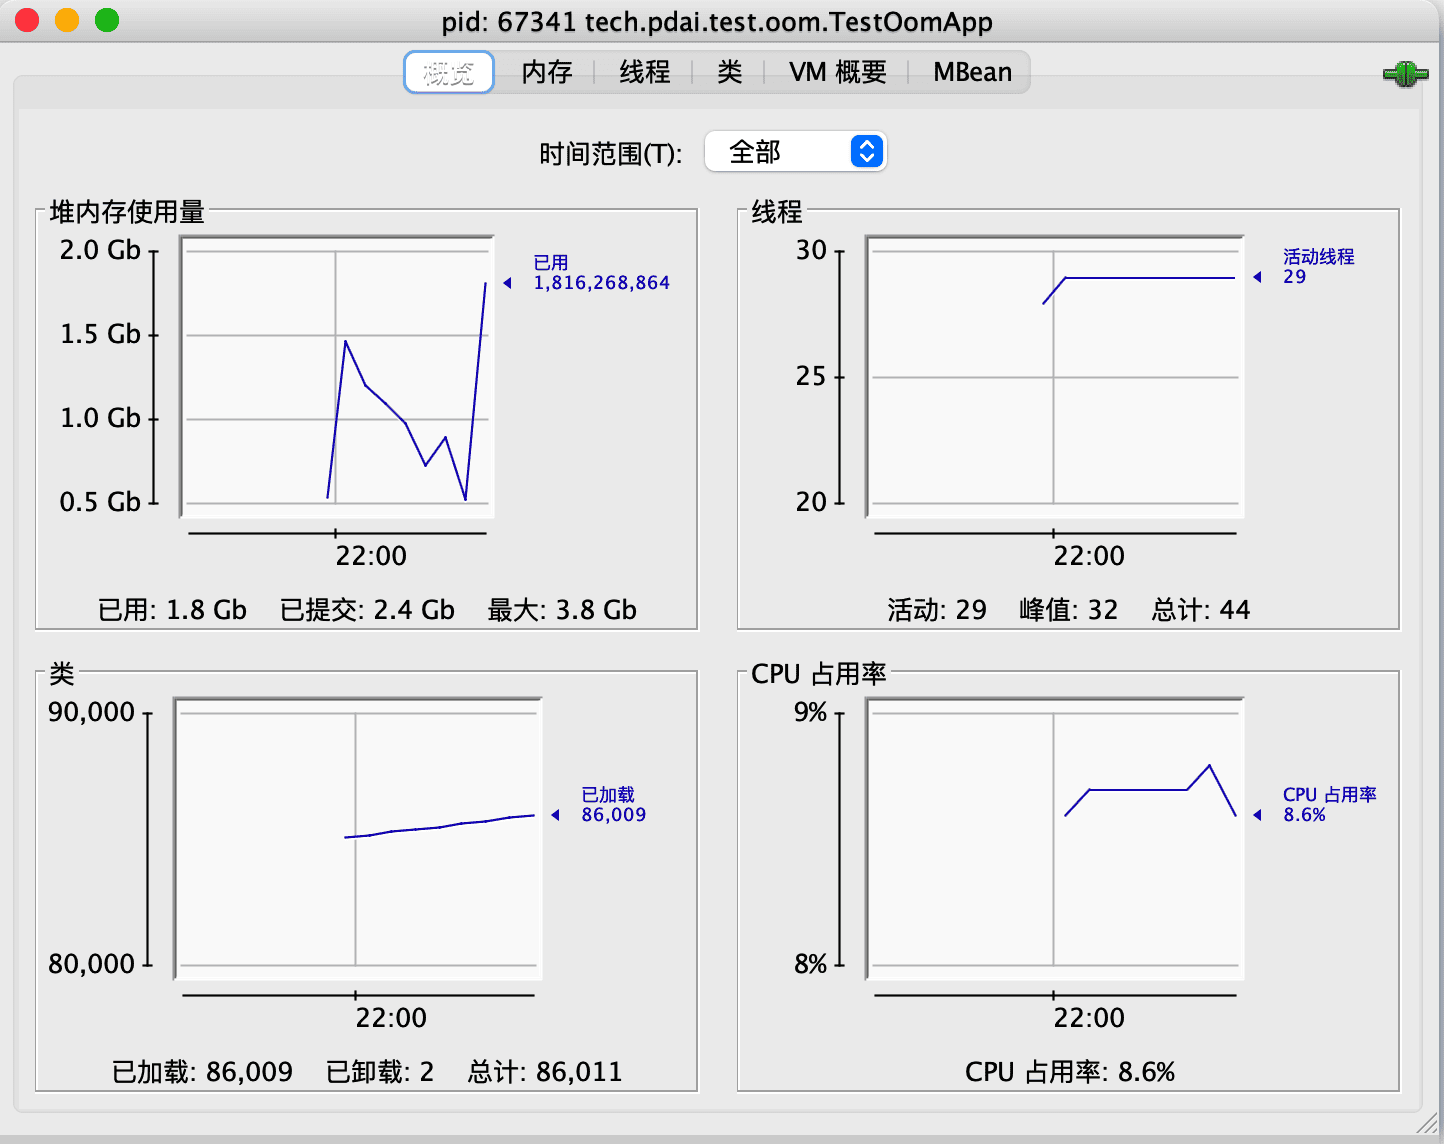 pid: 67341 tech.pdai.test.oom.TestOomApp
概览 内存 线程 类 VM 概要 MBean
时间范围(T): 全部
堆内存使用量
2.0 Gb
1.5 Gb
1.0 Gb
0.5 Gb
已用
1,816,268,864
22:00
已用: 1.8 Gb 已提交: 2.4 Gb 最大: 3.8 Gb
线程
30
25
20
活动线程
29
22:00
活动: 29 峰值: 32 总计: 44
类
90,000
80,000
已加载
86,009
22:00
已加载: 86,009 已卸载: 2 总计: 86,011
CPU 占用率
9%
8%
CPU 占用率
8.6%
22:00
CPU 占用率: 8.6%